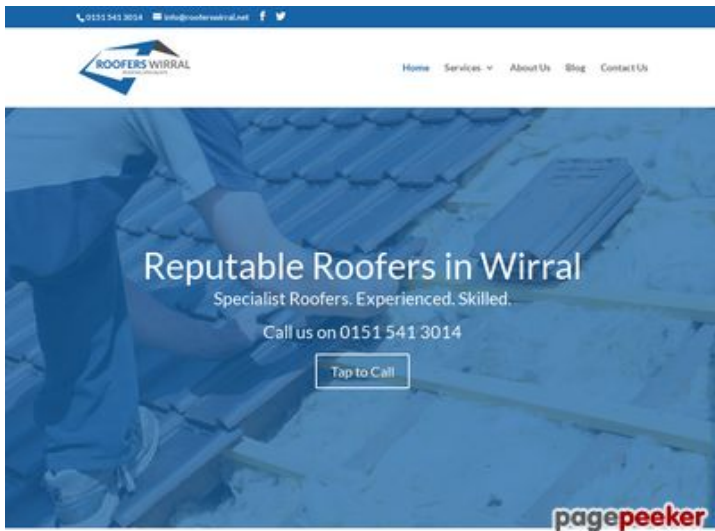 0151 541 3014 info@rooferswirral.net
ROOFERS WIRRAL
Home Services About Us Blog Contact Us
Reputable Roofers in Wirral
Specialist Roofers. Experienced. Skilled.
Call us on 0151 541 3014
Tap to Call
pagepeeker